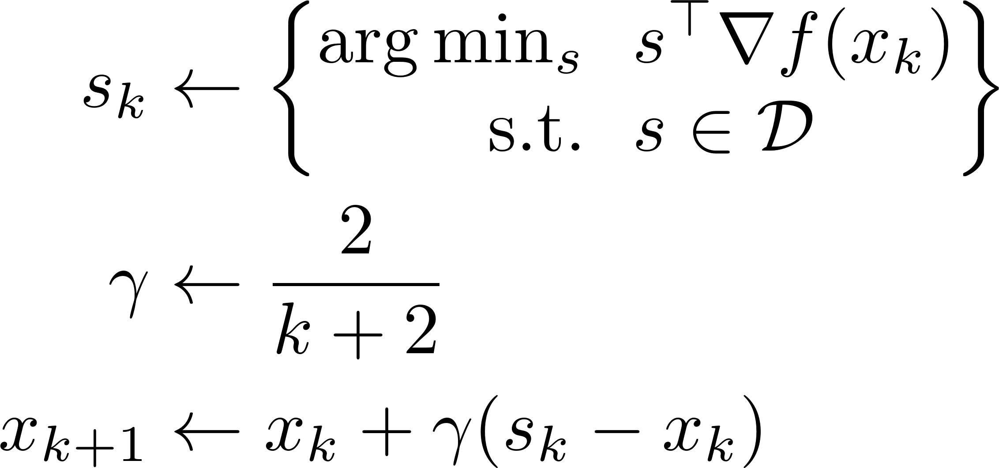 s_k ← { arg min_s s^⊤ ∇f(x_k)
s.t. s ∈ 𝒟 }
γ ← 2 / (k + 2)
x_{k+1} ← x_k + γ(s_k − x_k)